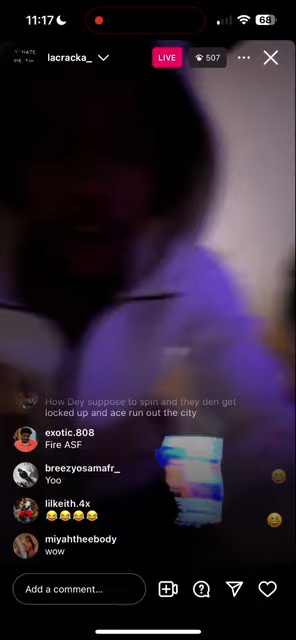 11:17
68
lacracka_
LIVE
507
How Dey suppose to spin and they den get
locked up and ace run out the city
exotic.808
Fire ASF
breezyosamafr_
Yoo
lilkeith.4x
😂😂😂😂
miyahtheebody
wow
Add a comment…